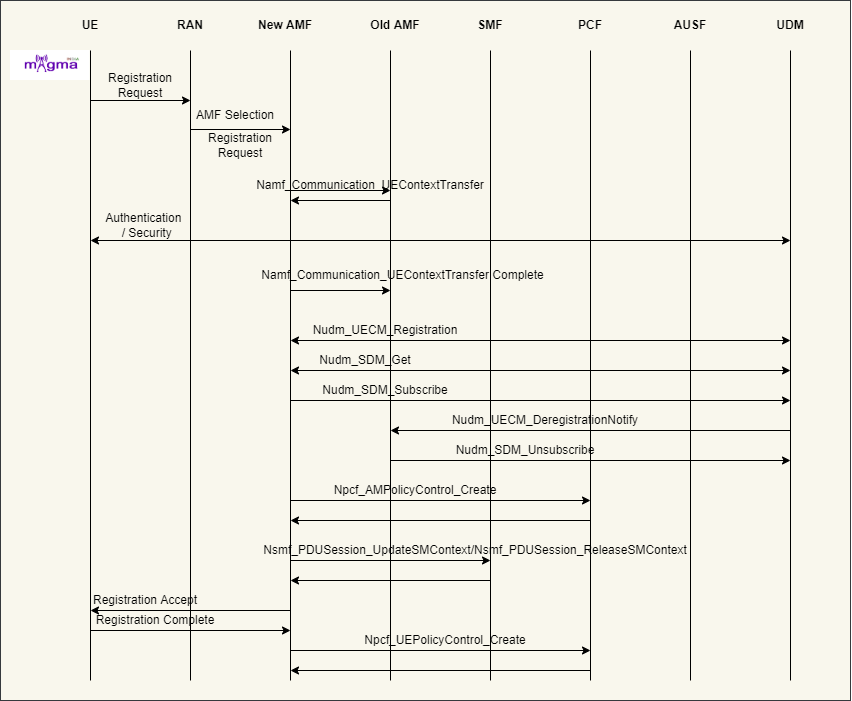 UE RAN New AMF Old AMF SMF PCF AUSF UDM
magma
Registration
Request
AMF Selection
Registration
Request
Namf_Communication_UEContextTransfer
Authentication
/ Security
Namf_Communication_UEContextTransfer Complete
Nudm_UECM_Registration
Nudm_SDM_Get
Nudm_SDM_Subscribe
Nudm_UECM_DeregistrationNotify
Nudm_SDM_Unsubscribe
Npcf_AMPolicyControl_Create
Nsmf_PDUSession_UpdateSMContext/Nsmf_PDUSession_ReleaseSMContext
Registration Accept
Registration Complete
Npcf_UEPolicyControl_Create